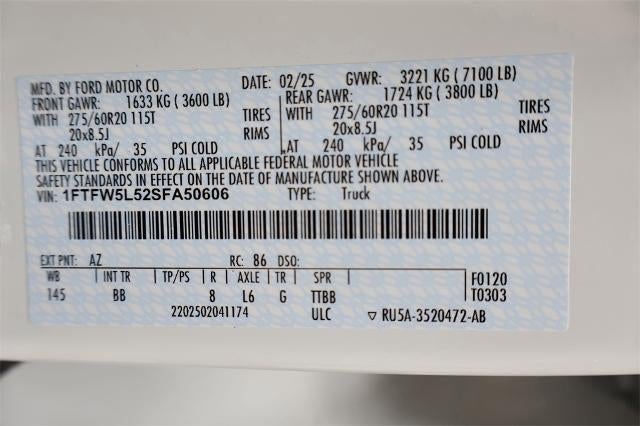 MFD. BY FORD MOTOR CO. DATE: 02/25 GVWR: 3221 KG ( 7100 LB)
FRONT GAWR: 1633 KG ( 3600 LB) REAR GAWR: 1724 KG ( 3800 LB)
WITH 275/60R20 115T TIRES WITH 275/60R20 115T TIRES
20x8.5J RIMS 20x8.5J RIMS
AT 240 kPa/ 35 PSI COLD AT 240 kPa/ 35 PSI COLD
THIS VEHICLE CONFORMS TO ALL APPLICABLE FEDERAL MOTOR VEHICLE
SAFETY STANDARDS IN EFFECT ON THE DATE OF MANUFACTURE SHOWN ABOVE.
VIN: 1FTFW5L52SFA50606 TYPE: Truck
EXT PNT: AZ RC: 86 DSO:
WB INT TR TP/PS R AXLE TR SPR F0120
145 BB 8 L6 G TTBB T0303
2202502041174 ULC ▽ RU5A-3520472-AB